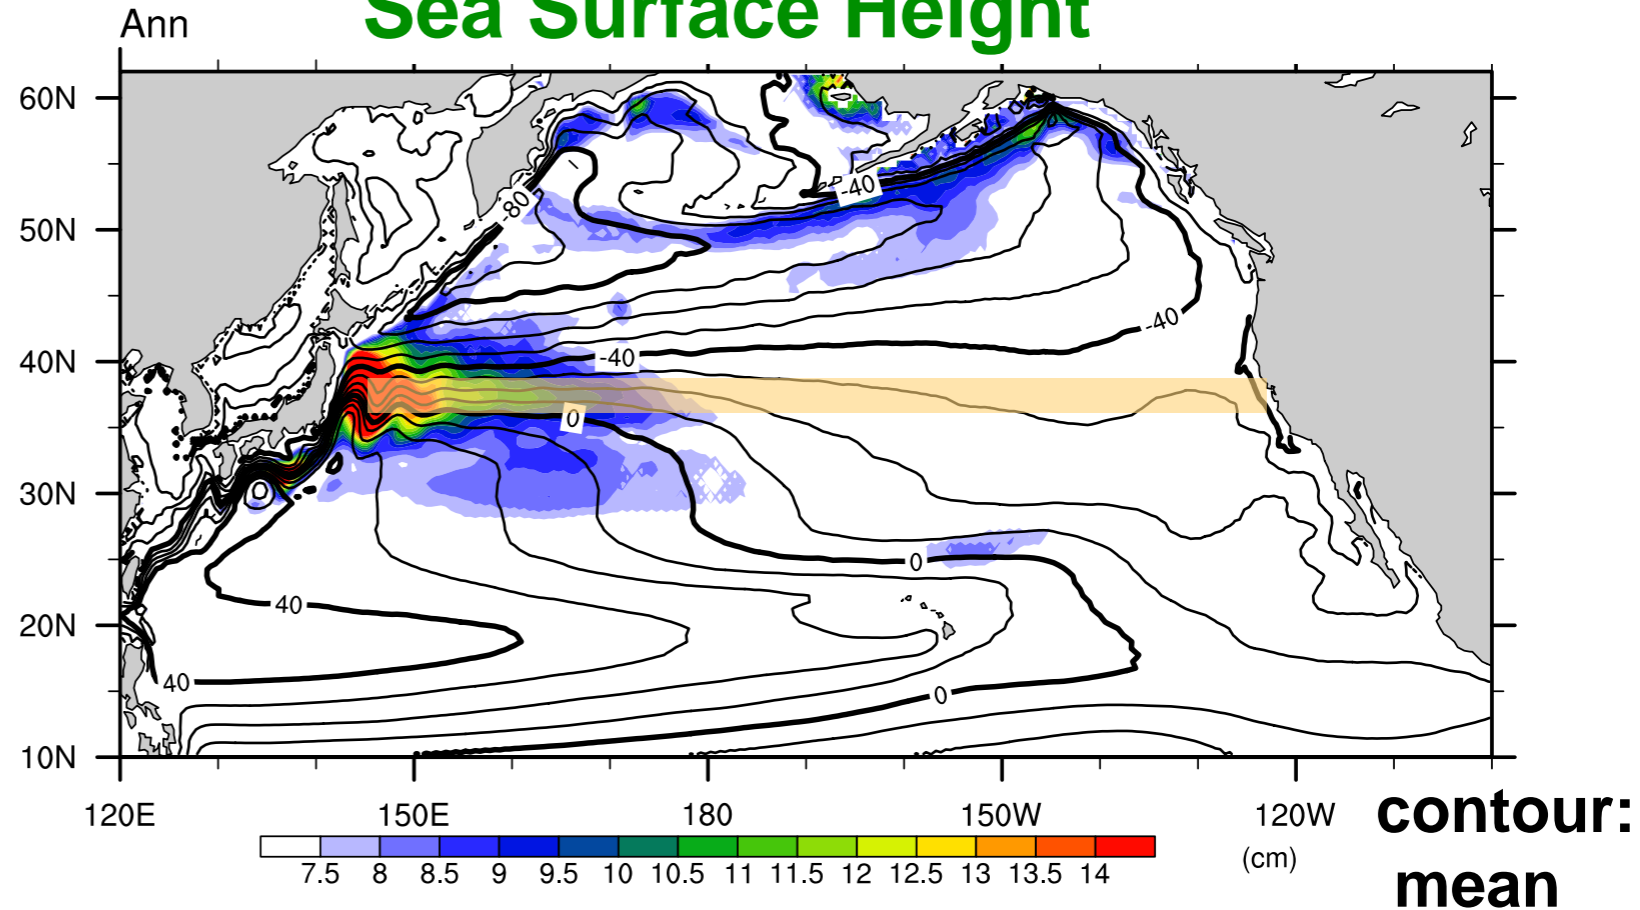 Sea Surface Height
Ann
60N
50N
40N
30N
20N
10N
-80
-40
-40
-40
0
0
40
40
0
0
120E 150E 180 150W 120W
7.5 8 8.5 9 9.5 10 10.5 11 11.5 12 12.5 13 13.5 14
(cm)
contour:
mean